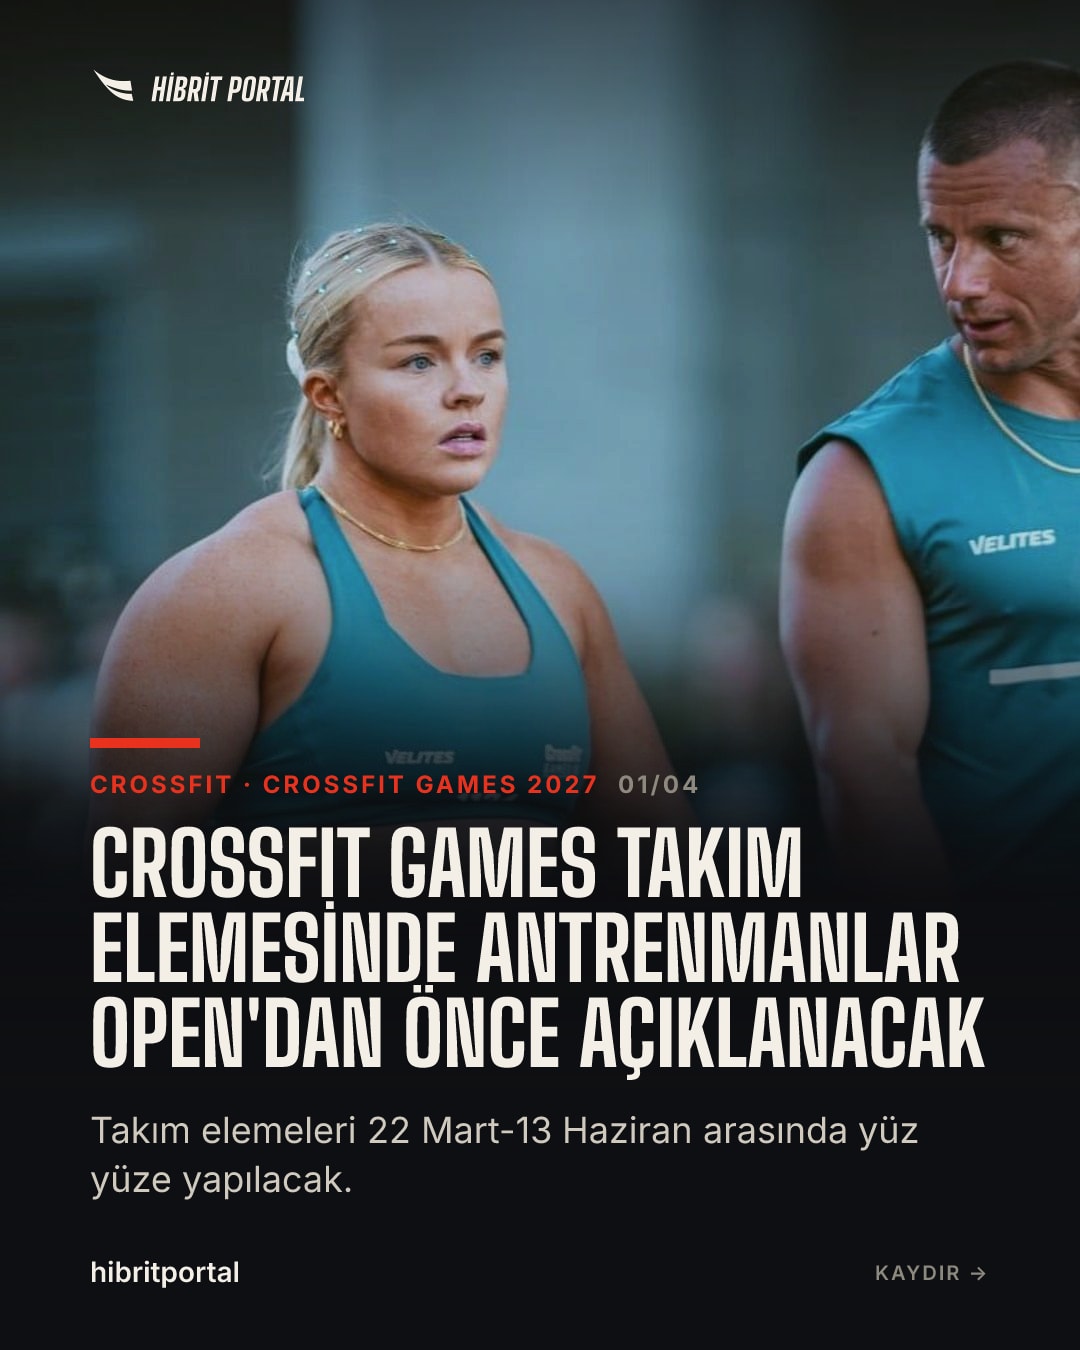 HİBRİT PORTAL
VELITES
VELITES
CROSSFIT · CROSSFIT GAMES 2027 01/04
CROSSFIT GAMES TAKIM
ELEMESİNDE ANTRENMANLAR
OPEN'DAN ÖNCE AÇIKLANACAK
Takım elemeleri 22 Mart-13 Haziran arasında yüz
yüze yapılacak.
hibritportal
KAYDIR →